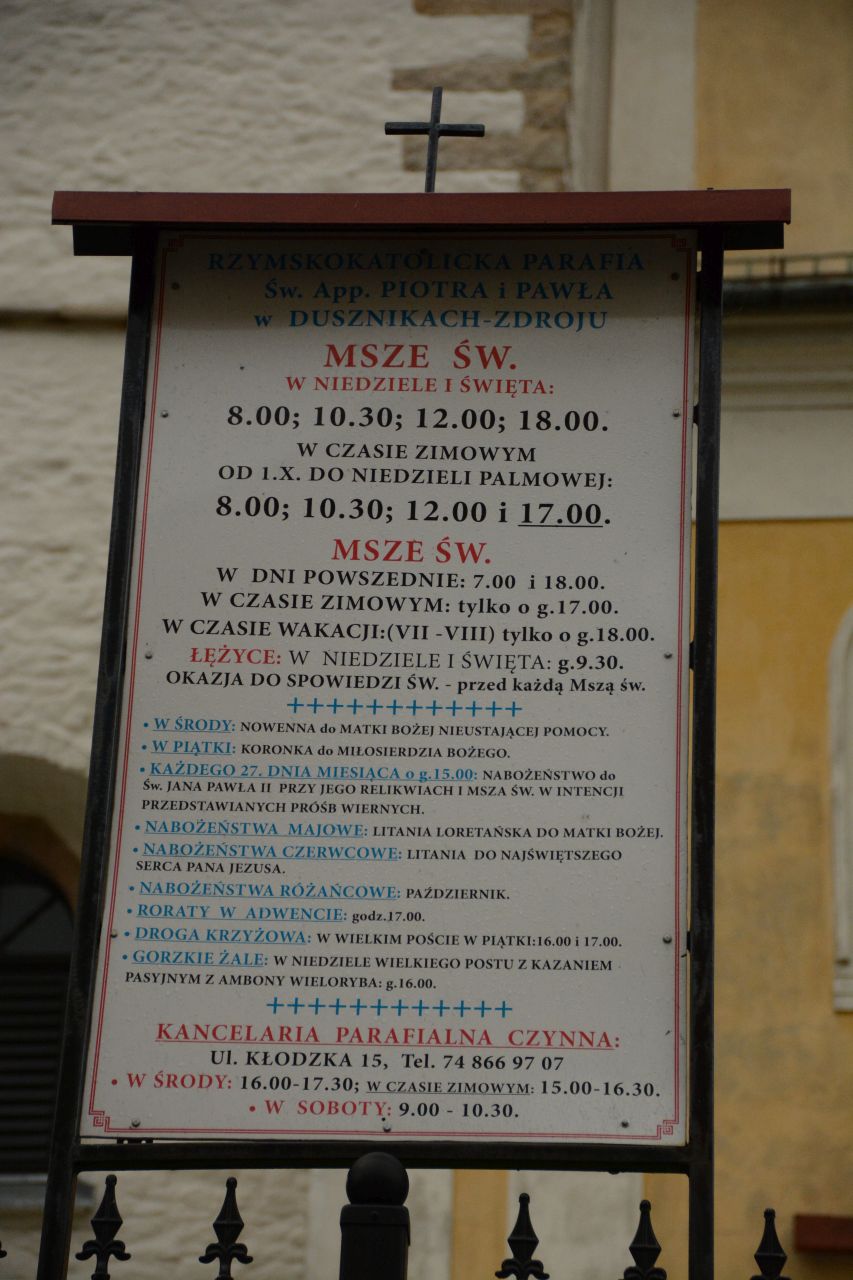 RZYMSKOKATOLICKA PARAFIA
Św. App. PIOTRA i PAWŁA
w DUSZNIKACH-ZDROJU
MSZE ŚW.
W NIEDZIELE I ŚWIĘTA:
8.00; 10.30; 12.00; 18.00.
W CZASIE ZIMOWYM
OD 1.X. DO NIEDZIELI PALMOWEJ:
8.00; 10.30; 12.00 i 17.00.
MSZE ŚW.
W DNI POWSZEDNIE: 7.00 i 18.00.
W CZASIE ZIMOWYM: tylko o g.17.00.
W CZASIE WAKACJI:(VII -VIII) tylko o g.18.00.
ŁĘŻYCE: W NIEDZIELE I ŚWIĘTA: g.9.30.
OKAZJA DO SPOWIEDZI ŚW. - przed każdą Mszą św.
++++++++++++
• W ŚRODY: NOWENNA do MATKI BOŻEJ NIEUSTAJĄCEJ POMOCY.
• W PIĄTKI: KORONKA do MIŁOSIERDZIA BOŻEGO.
• KAŻDEGO 27. DNIA MIESIĄCA o g.15.00: NABOŻEŃSTWO do
Św. JANA PAWŁA II PRZY JEGO RELIKWIACH I MSZA ŚW. W INTENCJI
PRZEDSTAWIANYCH PRÓŚB WIERNYCH.
• NABOŻEŃSTWA MAJOWE: LITANIA LORETAŃSKA DO MATKI BOŻEJ.
• NABOŻEŃSTWA CZERWCOWE: LITANIA DO NAJŚWIĘTSZEGO
SERCA PANA JEZUSA.
• NABOŻEŃSTWA RÓŻAŃCOWE: PAŹDZIERNIK.
• RORATY W ADWENCIE: godz.17.00.
• DROGA KRZYŻOWA: W WIELKIM POŚCIE W PIĄTKI:16.00 i 17.00.
• GORZKIE ŻALE: W NIEDZIELE WIELKIEGO POSTU Z KAZANIEM
PASYJNYM Z AMBONY WIELORYBA: g.16.00.
++++++++++++
KANCELARIA PARAFIALNA CZYNNA:
Ul. KŁODZKA 15, Tel. 74 866 97 07
• W ŚRODY: 16.00-17.30; W CZASIE ZIMOWYM: 15.00-16.30.
• W SOBOTY: 9.00 - 10.30.